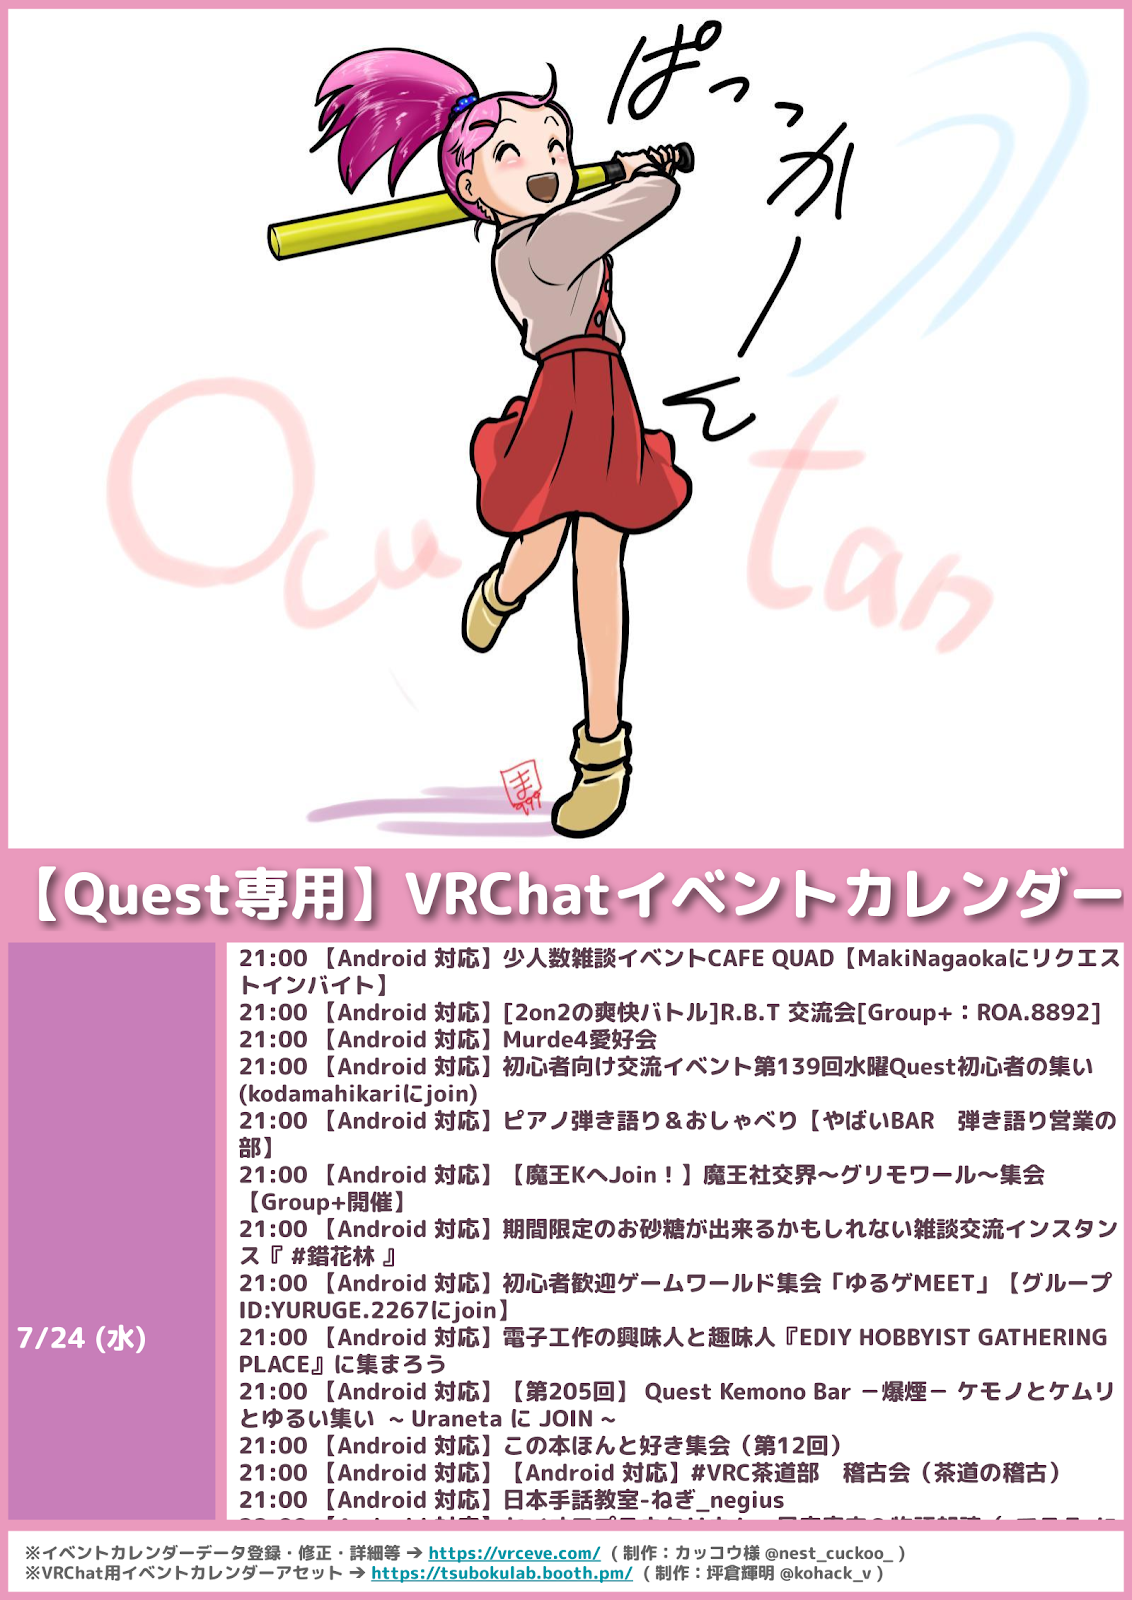 ぱっっかーーん
Ocu tan
ま
999
【Quest専用】VRChatイベントカレンダー
7/24 (水)
21:00 【Android 対応】少人数雑談イベントCAFE QUAD【MakiNagaokaにリクエス
トインバイト】
21:00 【Android 対応】[2on2の爽快バトル]R.B.T 交流会[Group+：ROA.8892]
21:00 【Android 対応】Murde4愛好会
21:00 【Android 対応】初心者向け交流イベント第139回水曜Quest初心者の集い
(kodamahikariにjoin)
21:00 【Android 対応】ピアノ弾き語り＆おしゃべり【やばいBAR　弾き語り営業の
部】
21:00 【Android 対応】【魔王KへJoin！】魔王社交界～グリモワール～集会
【Group+開催】
21:00 【Android 対応】期間限定のお砂糖が出来るかもしれない雑談交流インスタン
ス『 #錯花林 』
21:00 【Android 対応】初心者歓迎ゲームワールド集会「ゆるゲMEET」【グループ
ID:YURUGE.2267にjoin】
21:00 【Android 対応】電子工作の興味人と趣味人『EDIY HOBBYIST GATHERING
PLACE』に集まろう
21:00 【Android 対応】【第205回】 Quest Kemono Bar －爆煙－ ケモノとケムリ
とゆるい集い ～ Uraneta に JOIN ～
21:00 【Android 対応】この本ほんと好き集会（第12回）
21:00 【Android 対応】【Android 対応】#VRC茶道部　稽古会（茶道の稽古）
21:00 【Android 対応】日本手話教室-ねぎ_negius
※イベントカレンダーデータ登録・修正・詳細等 → https://vrceve.com/ （ 制作：カッコウ様 @nest_cuckoo_ ）
※VRChat用イベントカレンダーアセット → https://tsubokulab.booth.pm/ （ 制作：坪倉輝明 @kohack_v ）